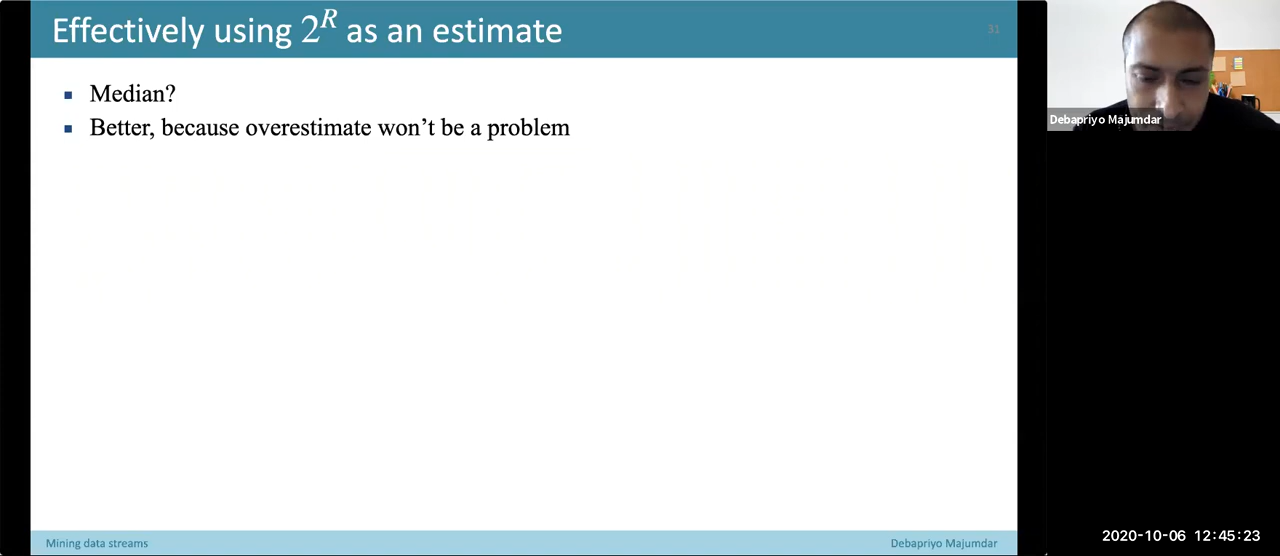 Effectively using 2^R as an estimate
31
Median?
Better, because overestimate won't be a problem
Mining data streams
Debapriyo Majumdar
Debapriyo Majumdar
2020-10-06 12:45:23